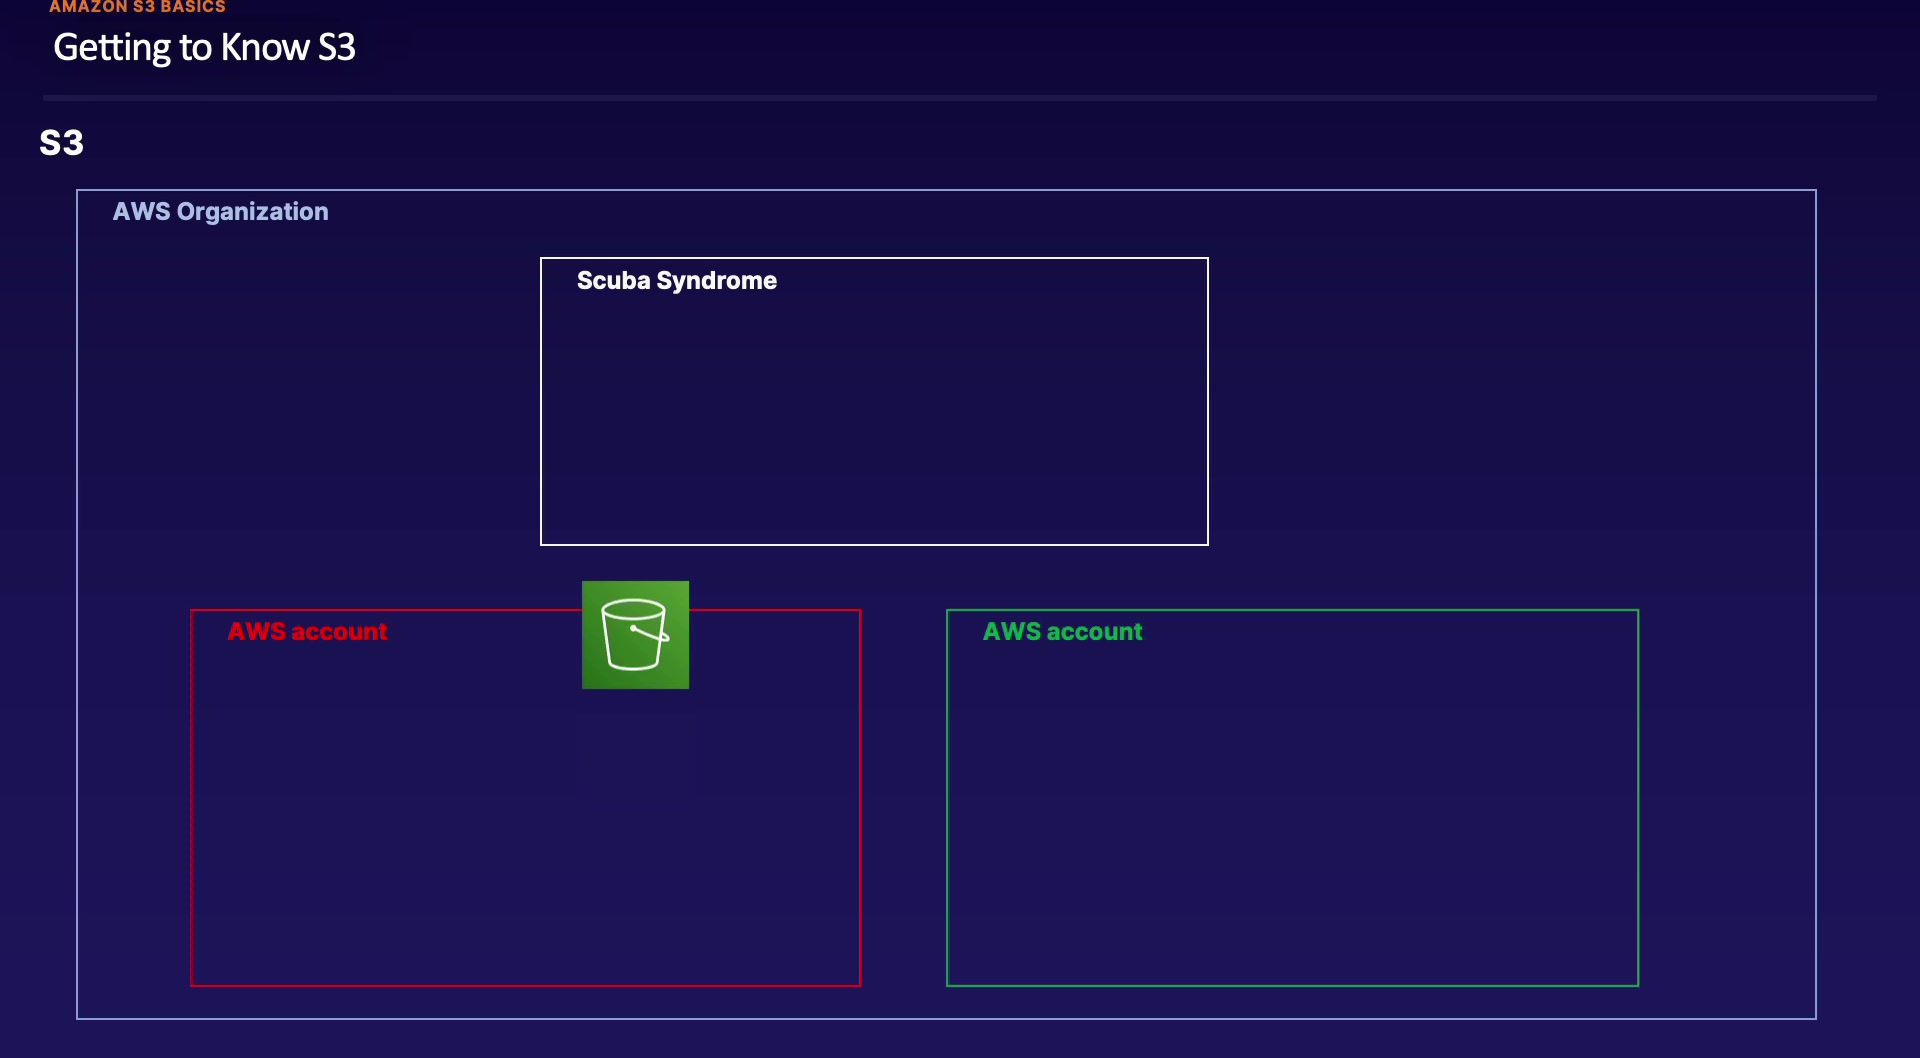 AMAZON S3 BASICS
Getting to Know S3
S3
AWS Organization
Scuba Syndrome
AWS account
AWS account